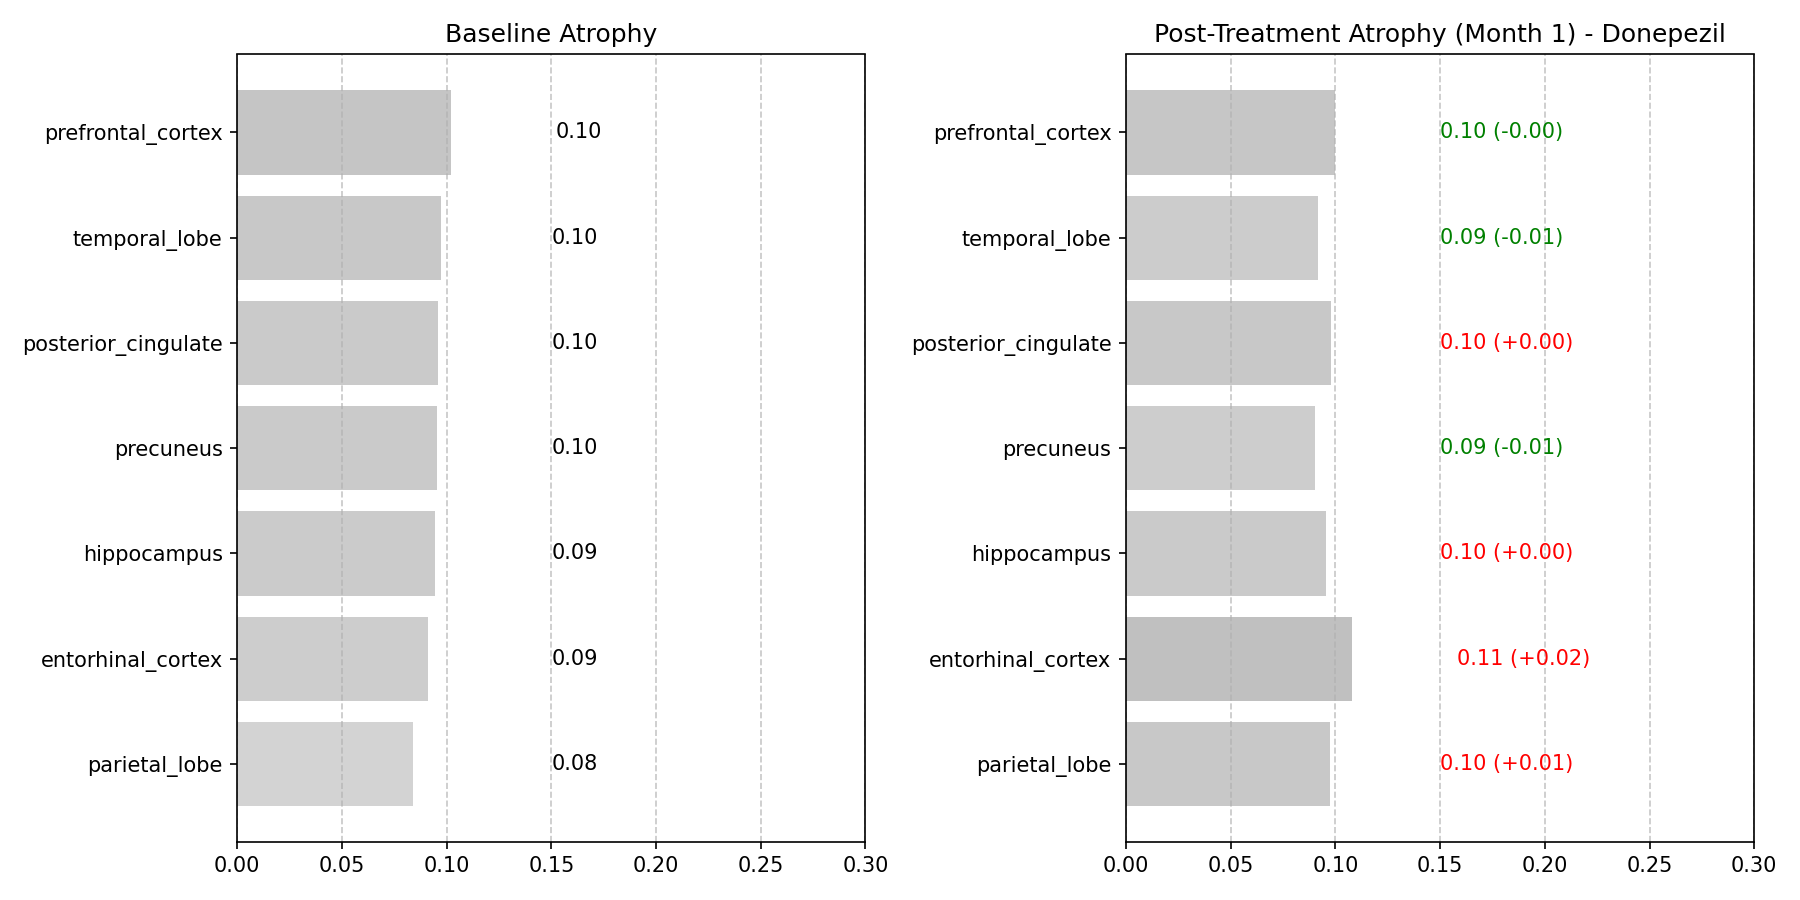 Baseline Atrophy
prefrontal_cortex 0.10
temporal_lobe 0.10
posterior_cingulate 0.10
precuneus 0.10
hippocampus 0.09
entorhinal_cortex 0.09
parietal_lobe 0.08
0.00 0.05 0.10 0.15 0.20 0.25 0.30
Post-Treatment Atrophy (Month 1) - Donepezil
prefrontal_cortex 0.10 (-0.00)
temporal_lobe 0.09 (-0.01)
posterior_cingulate 0.10 (+0.00)
precuneus 0.09 (-0.01)
hippocampus 0.10 (+0.00)
entorhinal_cortex 0.11 (+0.02)
parietal_lobe 0.10 (+0.01)
0.00 0.05 0.10 0.15 0.20 0.25 0.30